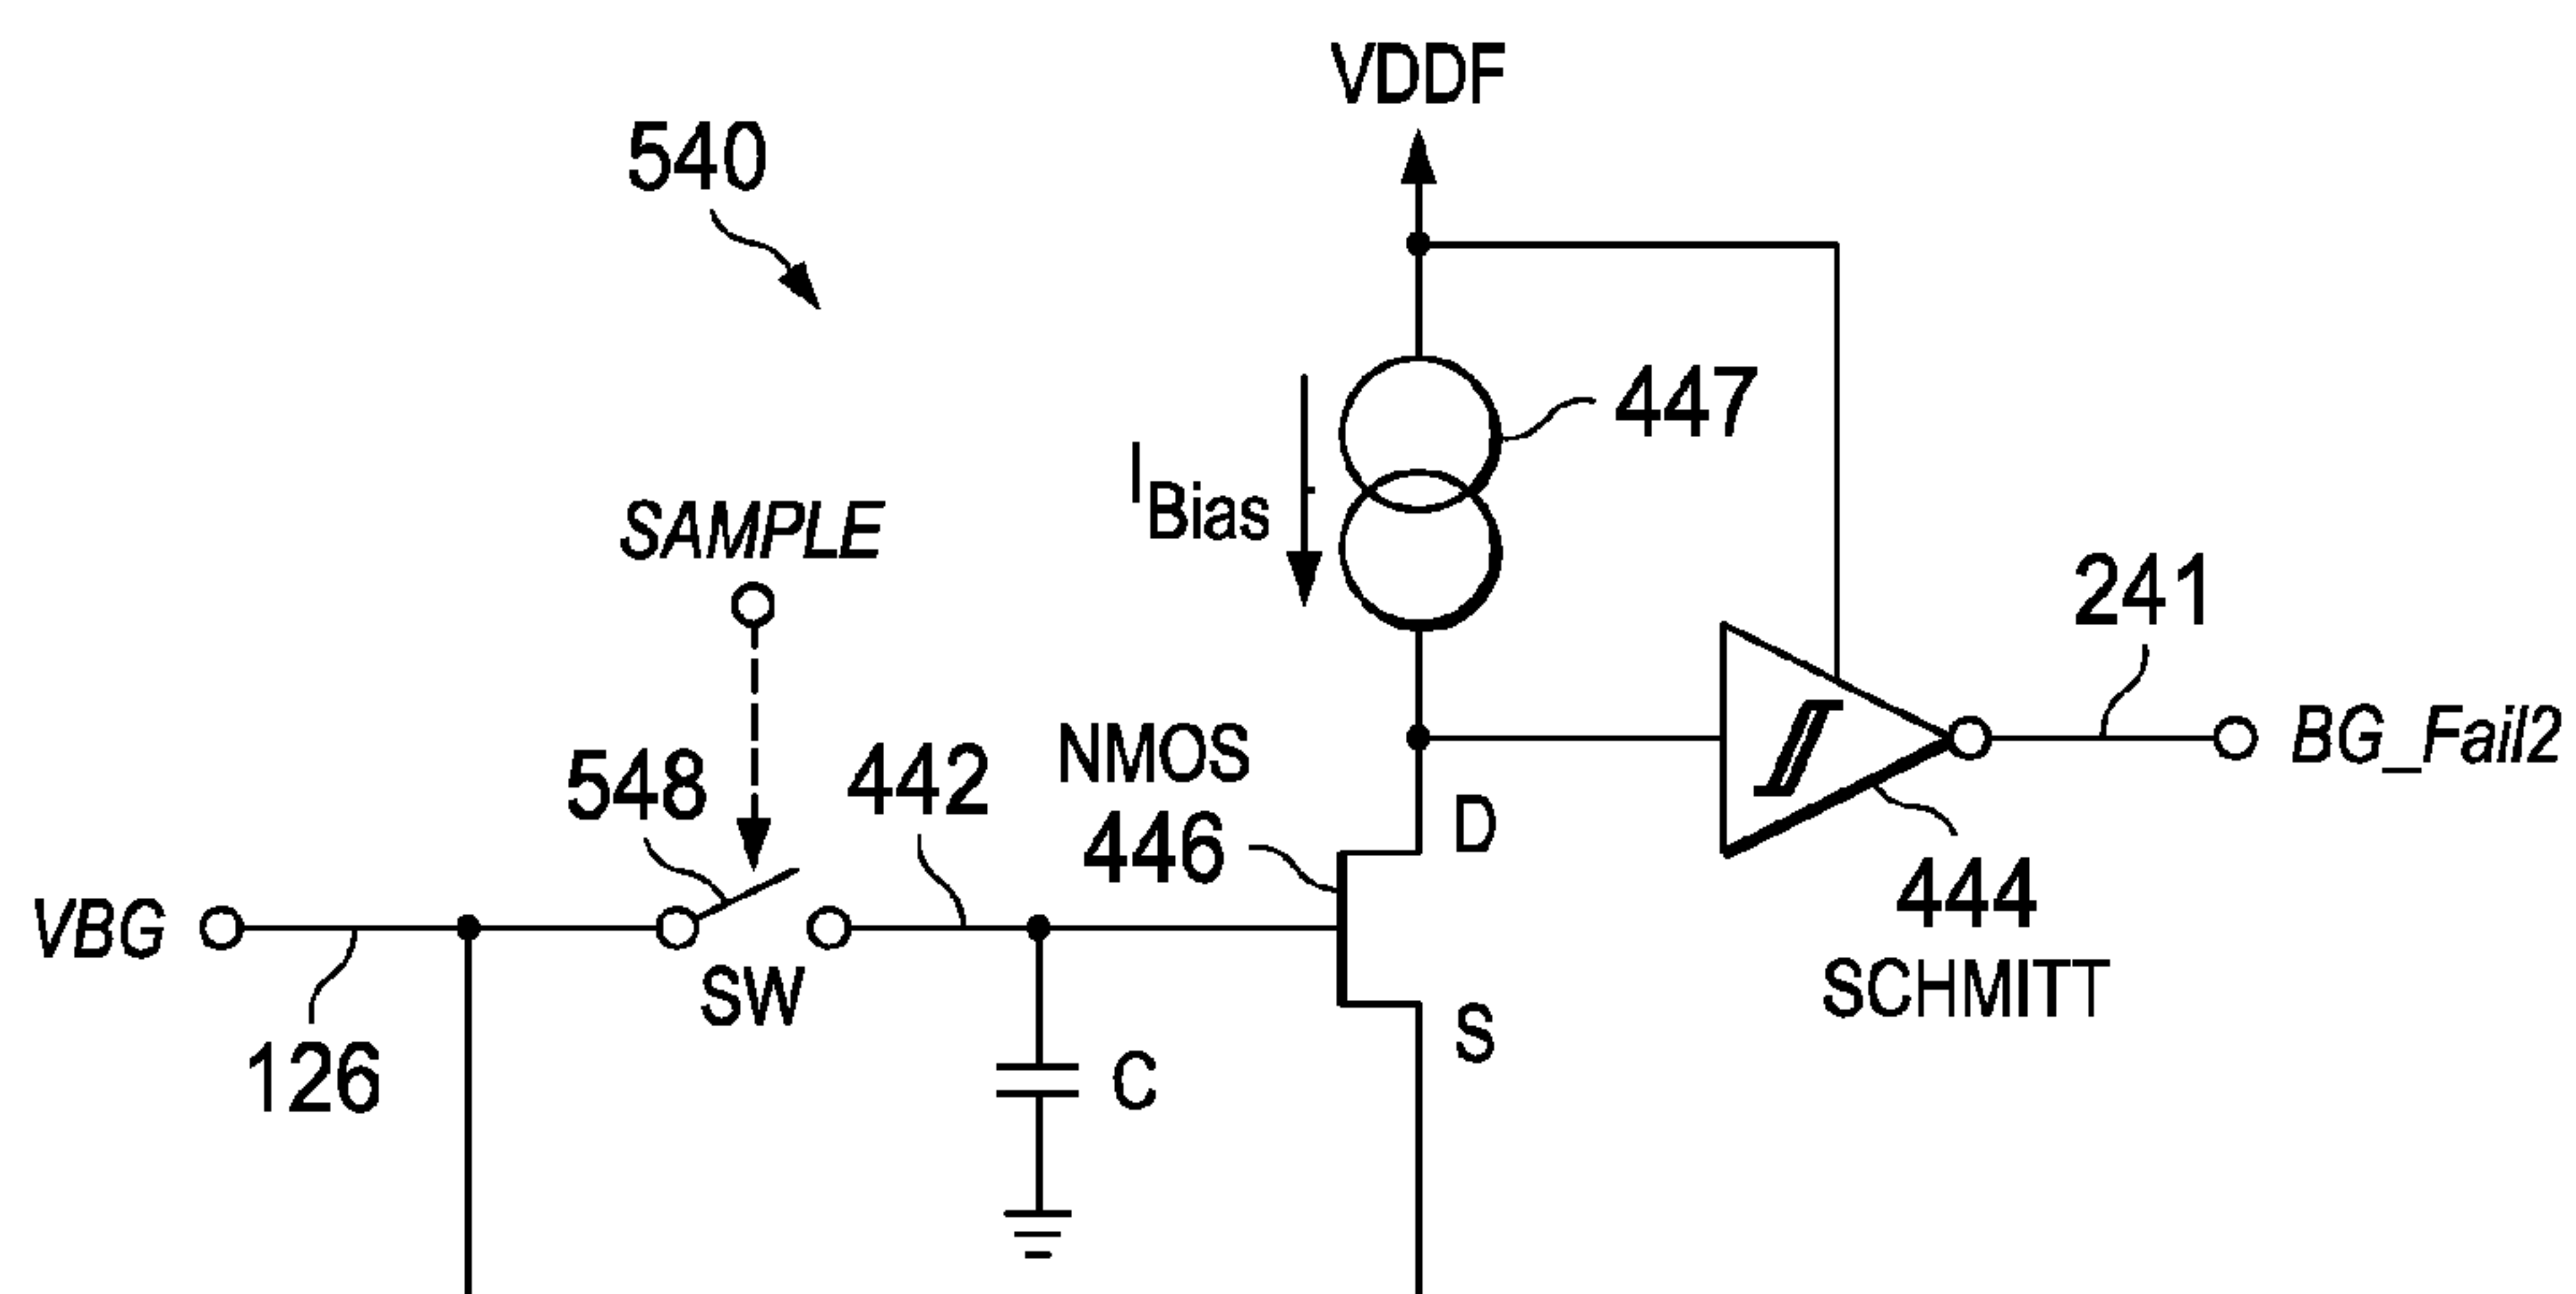 VDDF
540
447
I_Bias
SAMPLE
241
NMOS
548
442
446
D
BG_Fail2
444
SCHMITT
VBG
SW
126
C
S